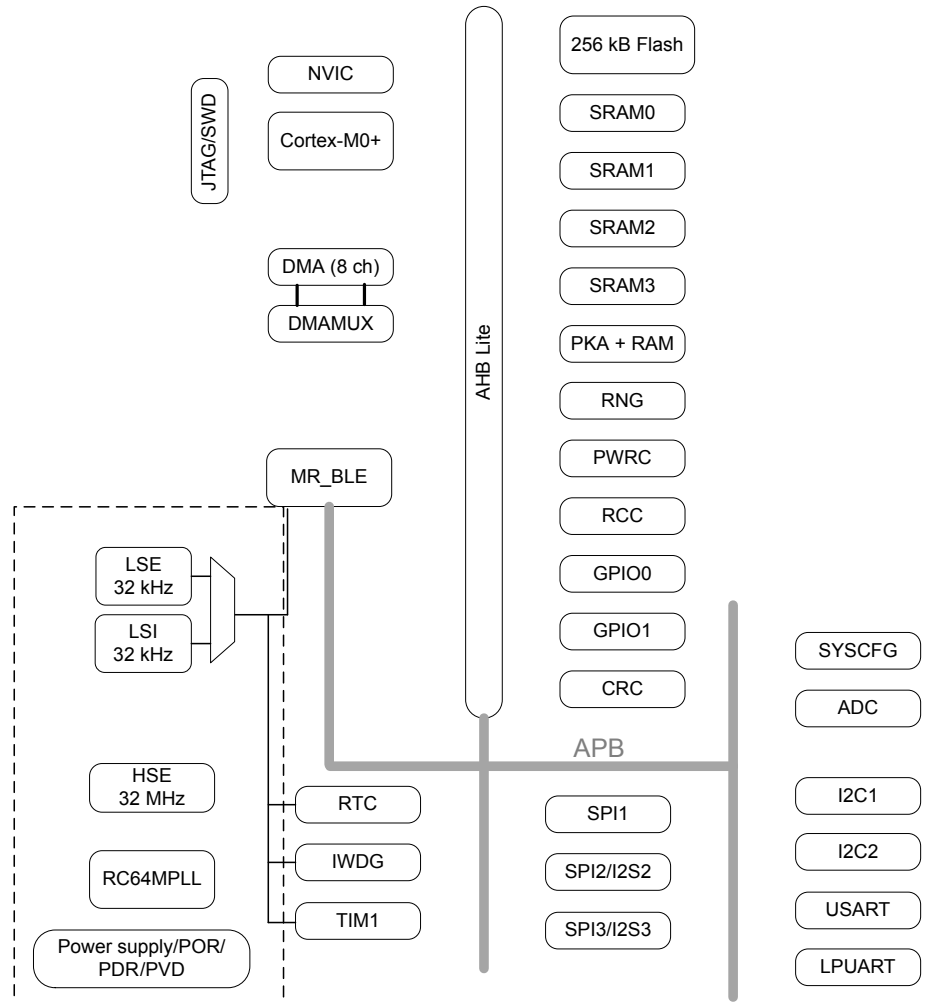 256 kB Flash
NVIC
JTAG/SWD
SRAM0
Cortex-M0+
SRAM1
SRAM2
DMA (8 ch)
SRAM3
DMAMUX
AHB Lite
PKA + RAM
RNG
PWRC
MR_BLE
RCC
LSE
32 kHz
GPIO0
LSI
32 kHz
GPIO1
SYSCFG
CRC
ADC
APB
HSE
32 MHz
RTC
SPI1
I2C1
IWDG
SPI2/I2S2
I2C2
RC64MPLL
TIM1
SPI3/I2S3
USART
Power supply/POR/
PDR/PVD
LPUART